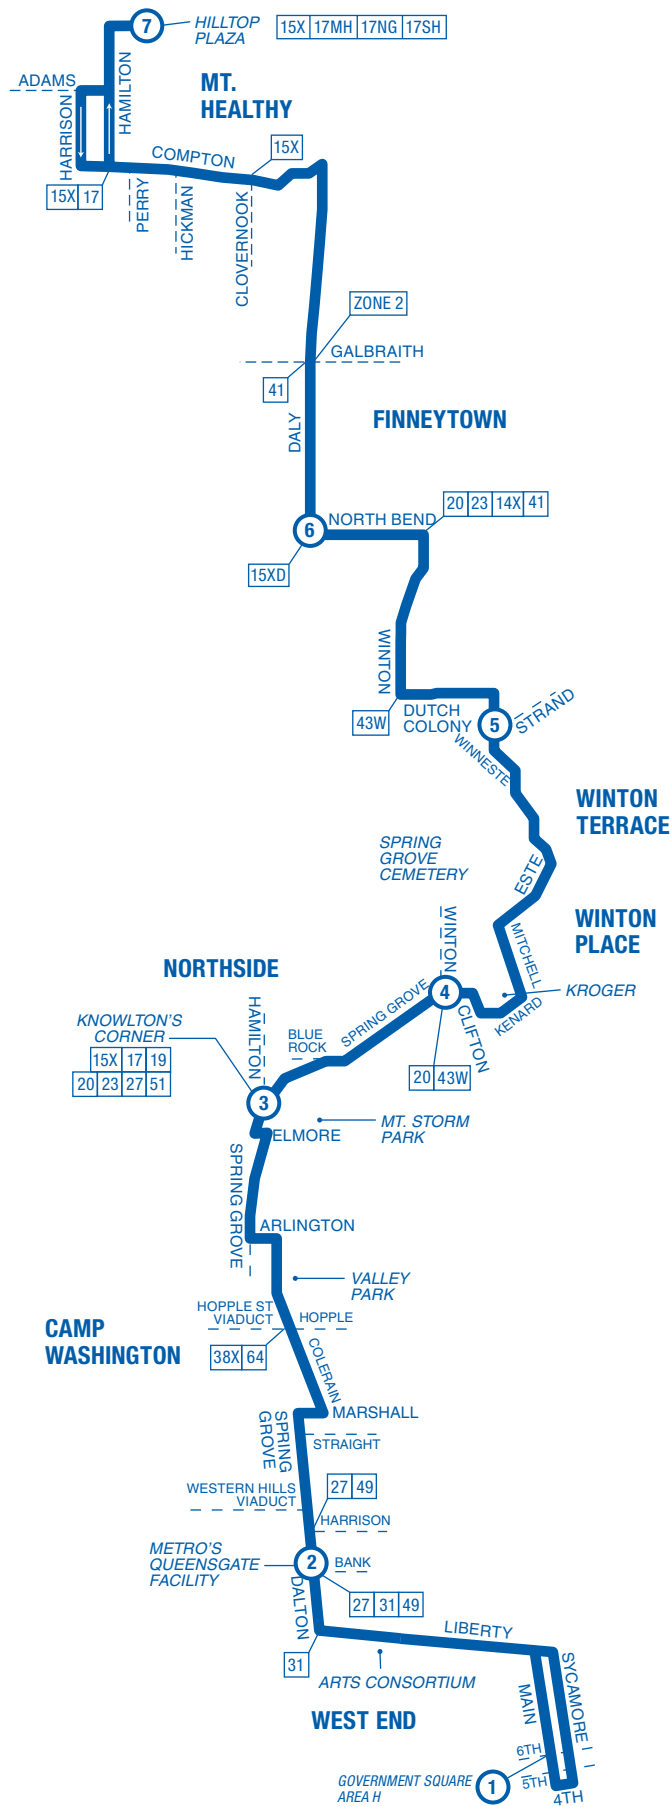 7
HILLTOP
PLAZA
15X 17MH 17NG 17SH
ADAMS
MT.
HEALTHY
HARRISON
HAMILTON
COMPTON
15X
15X 17
PERRY
HICKMAN
CLOVERNOOK
ZONE 2
GALBRAITH
41
DALY
FINNEYTOWN
20 23 14X 41
6
NORTH BEND
15XD
WINTON
DUTCH
COLONY
43W
5
STRAND
WINNESTE
WINTON
TERRACE
SPRING
GROVE
CEMETERY
ESTE
WINTON
PLACE
WINTON
MITCHELL
NORTHSIDE
4
KROGER
KENARD
CLIFTON
SPRING GROVE
KNOWLTON'S
CORNER
HAMILTON
BLUE
ROCK
15X 17 19
20 23 27 51
20 43W
3
MT. STORM
PARK
ELMORE
SPRING GROVE
ARLINGTON
VALLEY
PARK
HOPPLE ST
VIADUCT
HOPPLE
CAMP
WASHINGTON
38X 64
COLERAIN
MARSHALL
SPRING
GROVE
STRAIGHT
WESTERN HILLS
VIADUCT
27 49
HARRISON
METRO'S
QUEENSGATE
FACILITY
2
BANK
DALTON
27 31 49
LIBERTY
31
ARTS CONSORTIUM
WEST END
MAIN
SYCAMORE
6TH
5TH
GOVERNMENT SQUARE
AREA H
1
4TH